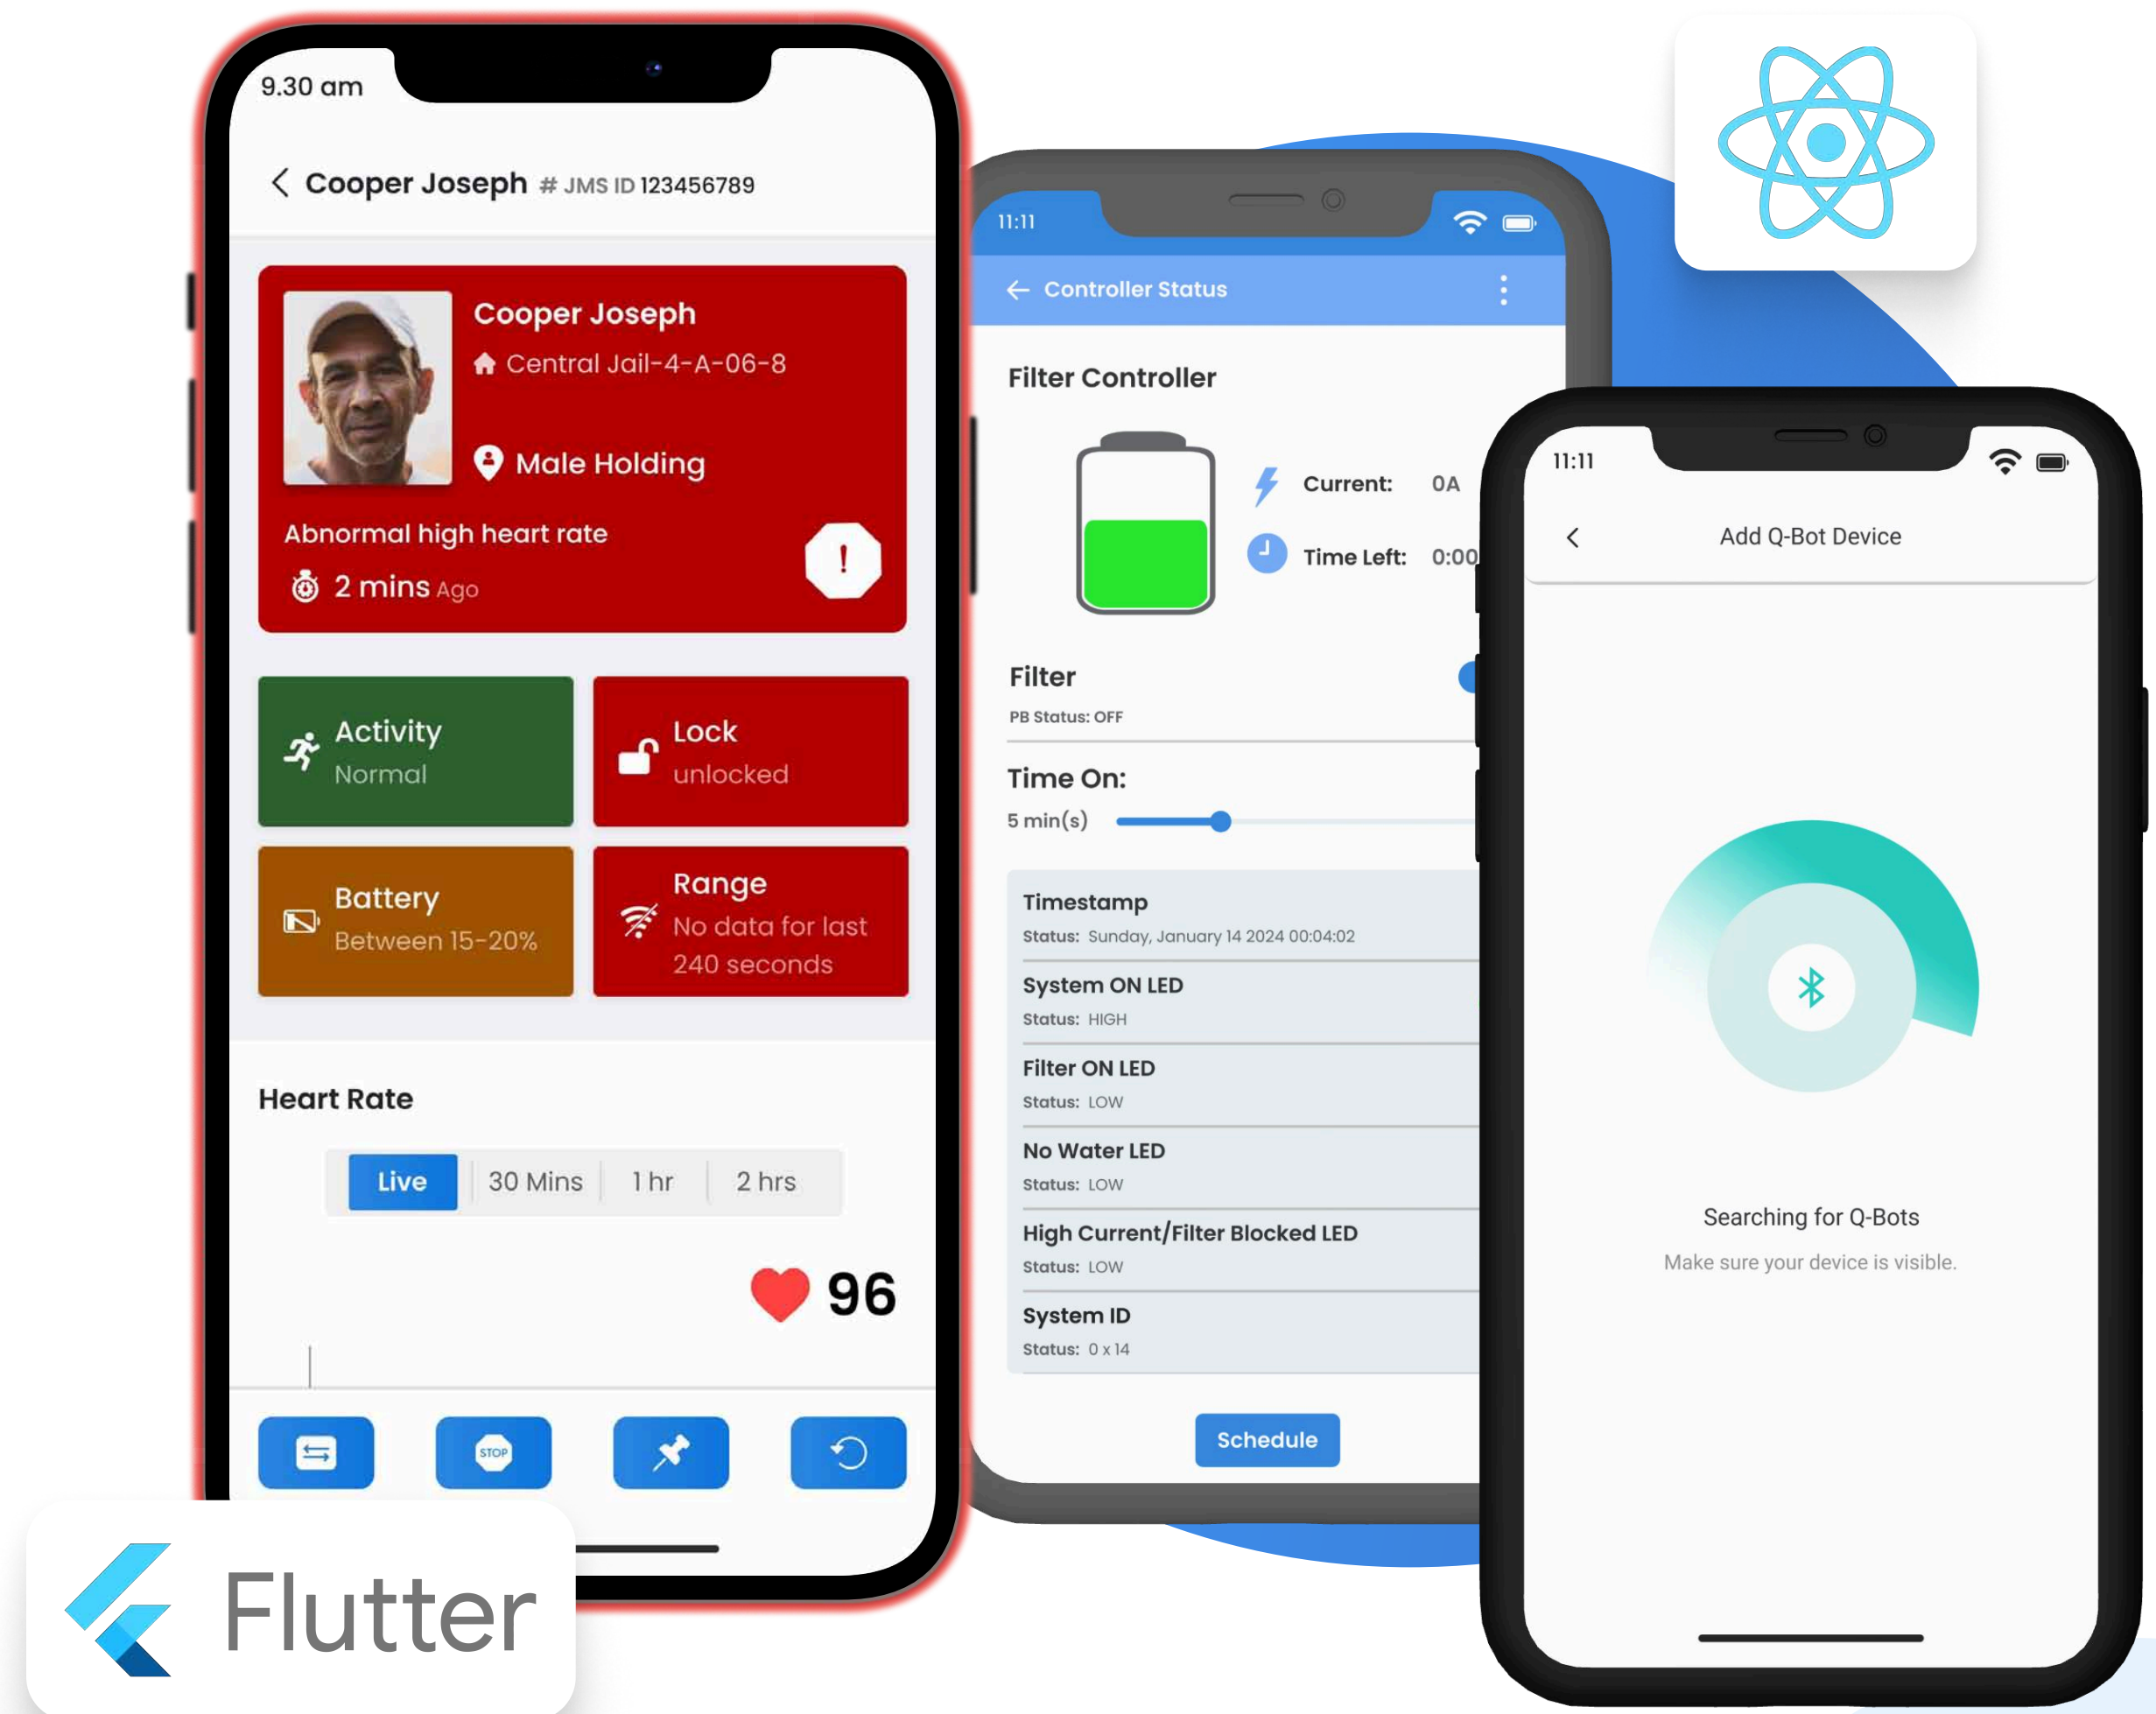 9.30 am
Cooper Joseph # JMS ID 123456789
Cooper Joseph
Central Jail-4-A-06-8
Male Holding
Abnormal high heart rate
2 mins Ago
!
Activity
Normal
Lock
unlocked
Battery
Between 15-20%
Range
No data for last
240 seconds
Heart Rate
Live 30 Mins 1 hr 2 hrs
96
STOP
Flutter
11:11
Controller Status
Filter Controller
Current: 0A
Time Left: 0:00
Filter
PB Status: OFF
Time On:
5 min(s)
Timestamp
Status: Sunday, January 14 2024 00:04:02
System ON LED
Status: HIGH
Filter ON LED
Status: LOW
No Water LED
Status: LOW
High Current/Filter Blocked LED
Status: LOW
System ID
Status: 0 x 14
Schedule
11:11
Add Q-Bot Device
Searching for Q-Bots
Make sure your device is visible.